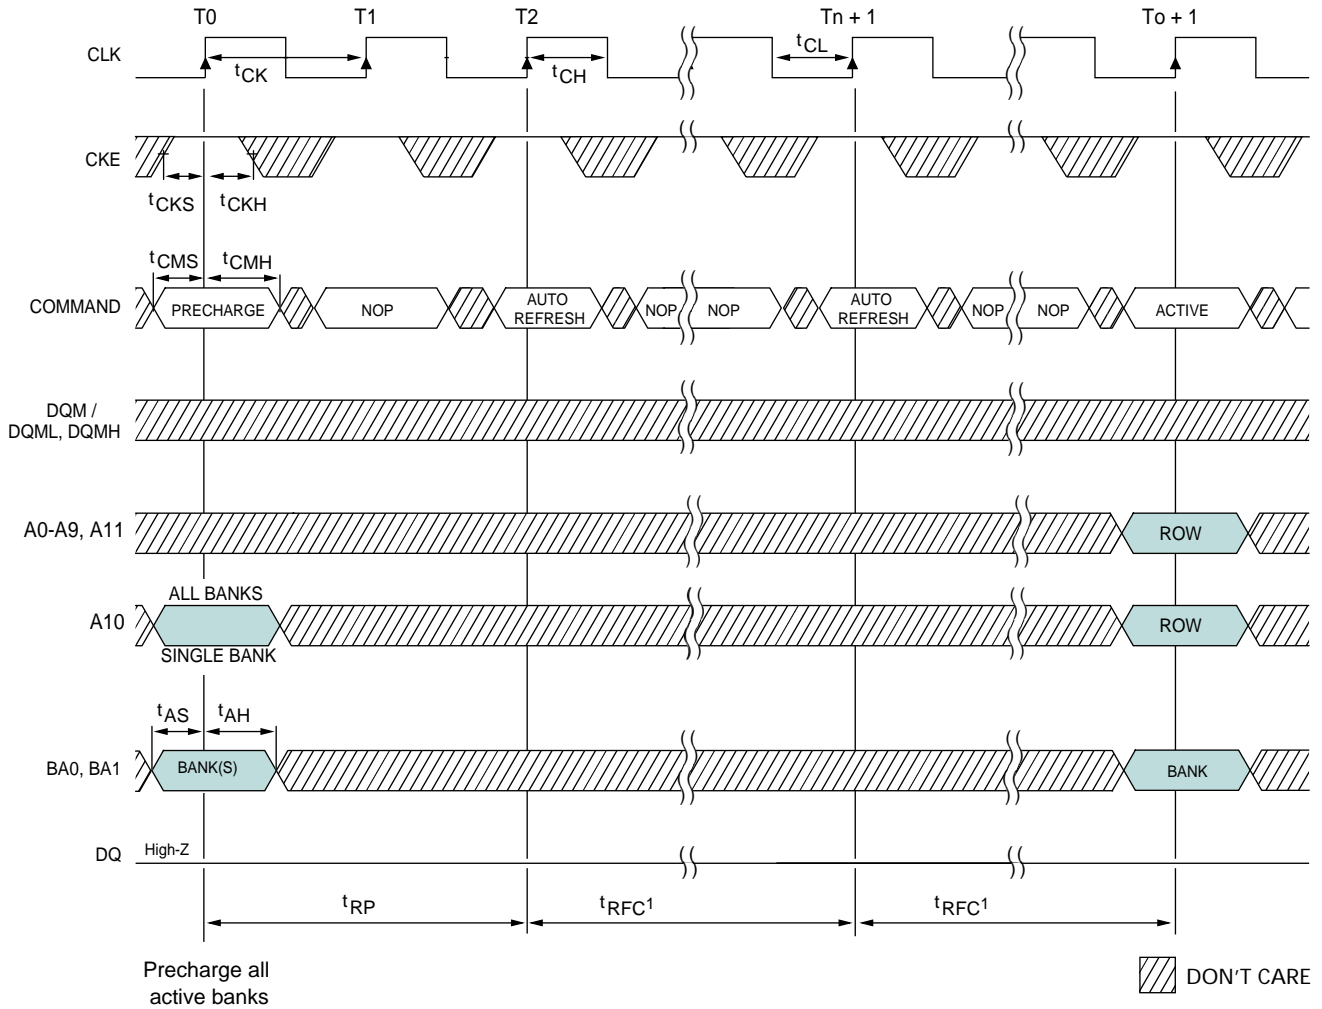 T0 T1 T2 Tn + 1 To + 1
CLK
tCK tCH tCL
CKE
tCKS tCKH
tCMS tCMH
COMMAND PRECHARGE NOP AUTO REFRESH NOP NOP AUTO REFRESH NOP NOP ACTIVE
DQM /
DQML, DQMH
A0-A9, A11 ROW
ALL BANKS
A10 ROW
SINGLE BANK
tAS tAH
BA0, BA1 BANK(S) BANK
DQ High-Z
tRP tRFC1 tRFC1
Precharge all
active banks
DON'T CARE